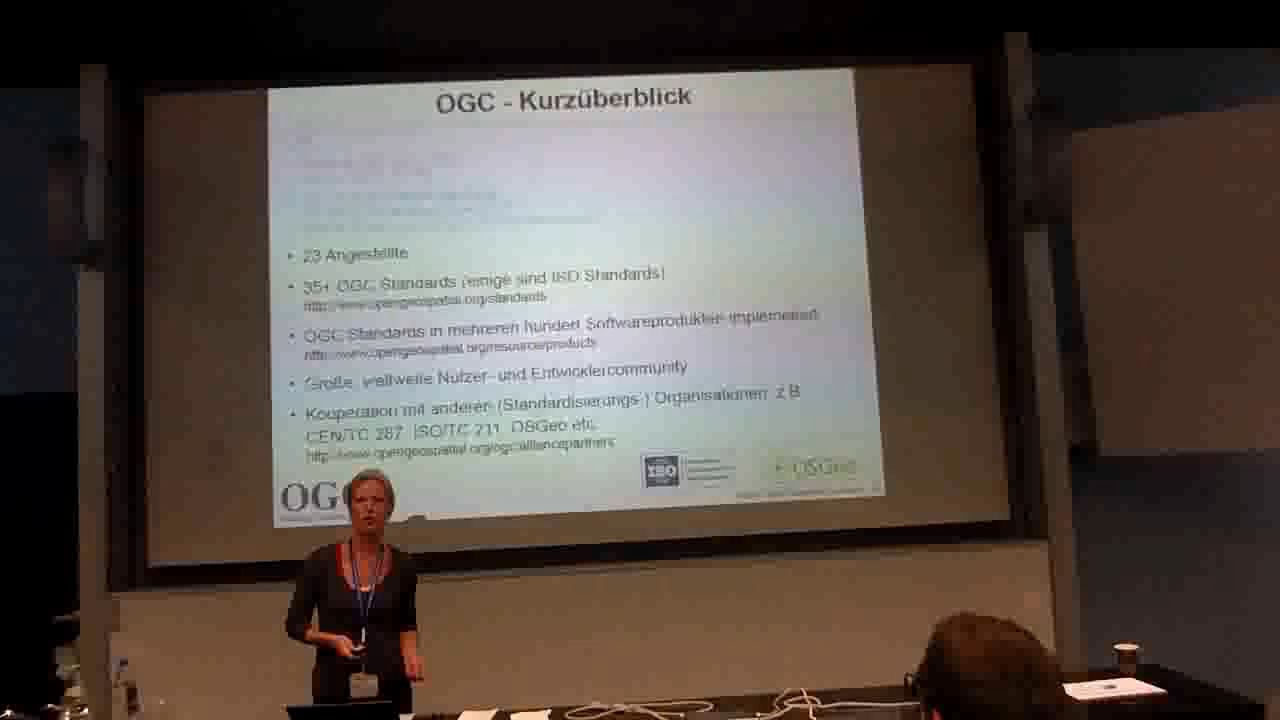 OGC - Kurzüberblick
• 23 Angestellte
• 35+ OGC Standards (einige sind ISO Standards)
http://www.opengeospatial.org/standards
• OGC Standards in mehreren hundert Softwareprodukten implementiert
http://www.opengeospatial.org/resource/products
• Große, weltweite Nutzer- und Entwicklercommunity
• Kooperation mit anderen (Standardisierungs-) Organisationen, z.B.
CEN/TC 287, ISO/TC 211, OSGeo etc.
http://www.opengeospatial.org/ogc/alliancepartners
OG
ISO
OSGeo